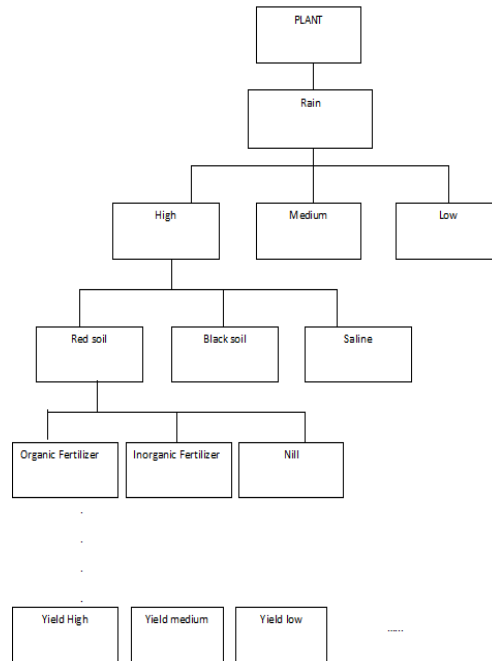 PLANT
Rain
High
Medium
Low
Red soil
Black soil
Saline
Organic Fertilizer
Inorganic Fertilizer
Nill
.
.
.
.
Yield High
Yield medium
Yield low
......